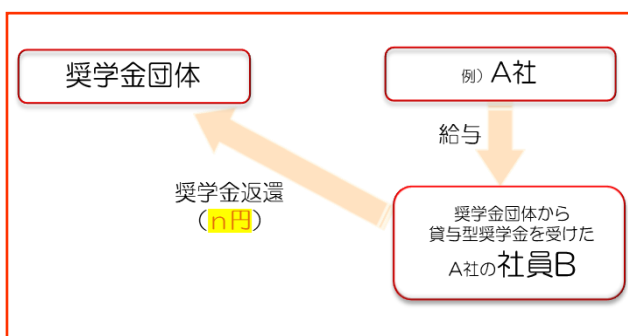 奨学金団体
例）A社
給与
奨学金返還
（n円）
奨学金団体から
貸与型奨学金を受けた
A社の社員B